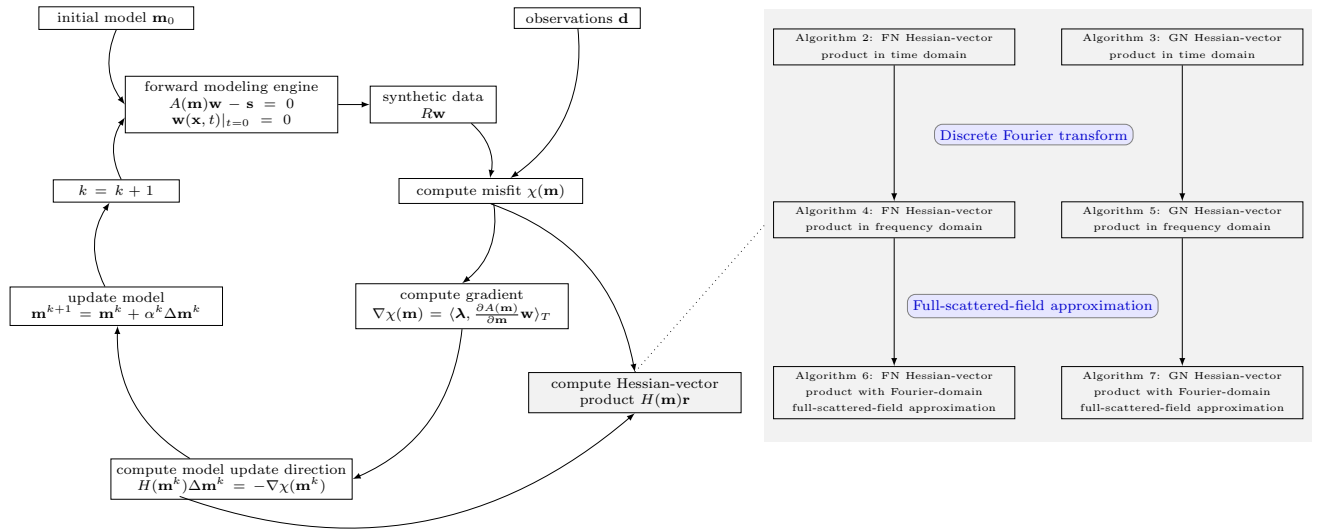 initial model m₀
observations d
forward modeling engine
A(m)w − s = 0
w(x, t)|ₜ₌₀ = 0
synthetic data
Rw
k = k + 1
compute misfit χ(m)
update model
mᵏ⁺¹ = mᵏ + αᵏΔmᵏ
compute gradient
∇χ(m) = ⟨λ, ∂A(m)/∂m w⟩_T
compute Hessian-vector
product H(m)r
compute model update direction
H(mᵏ)Δmᵏ = −∇χ(mᵏ)
Algorithm 2: FN Hessian-vector
product in time domain
Algorithm 3: GN Hessian-vector
product in time domain
Discrete Fourier transform
Algorithm 4: FN Hessian-vector
product in frequency domain
Algorithm 5: GN Hessian-vector
product in frequency domain
Full-scattered-field approximation
Algorithm 6: FN Hessian-vector
product with Fourier-domain
full-scattered-field approximation
Algorithm 7: GN Hessian-vector
product with Fourier-domain
full-scattered-field approximation